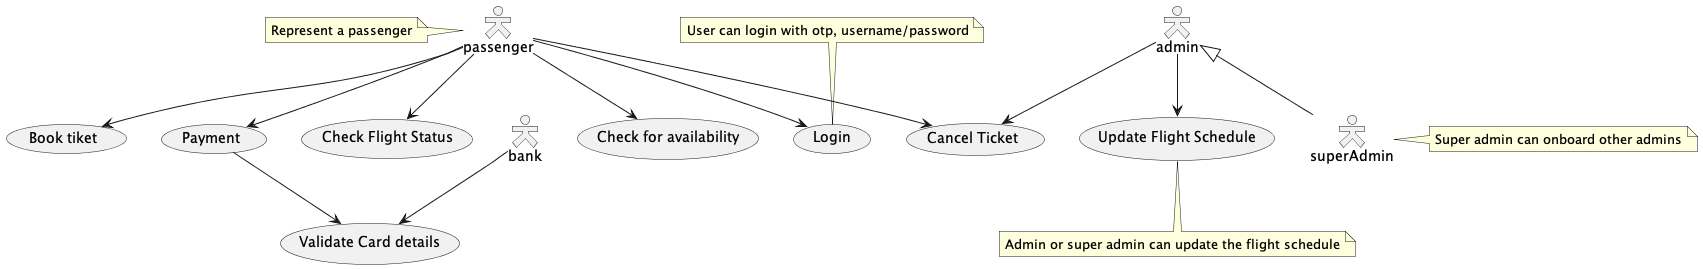 Represent a passenger
passenger
User can login with otp, username/password
admin
Book tiket
Payment
Check Flight Status
bank
Check for availability
Login
Cancel Ticket
Update Flight Schedule
superAdmin
Super admin can onboard other admins
Validate Card details
Admin or super admin can update the flight schedule